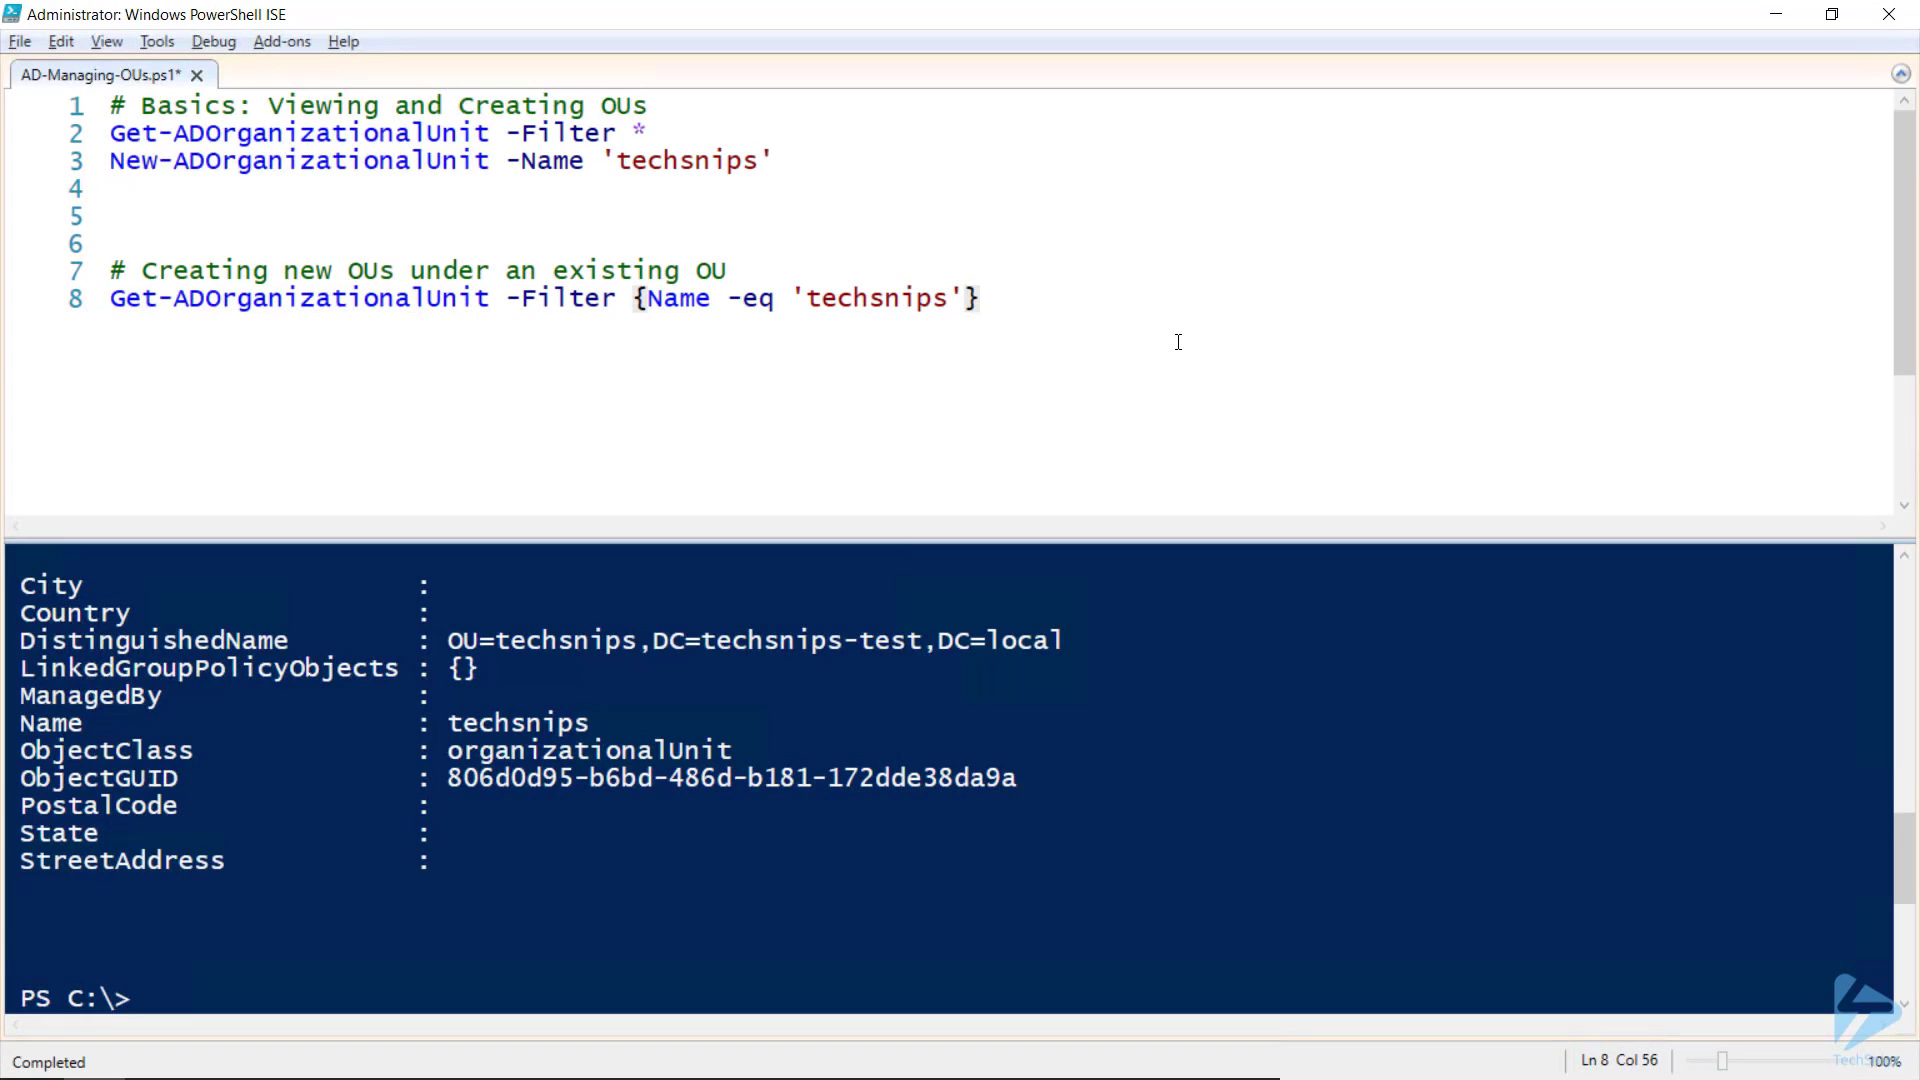 Administrator: Windows PowerShell ISE
File Edit View Tools Debug Add-ons Help
AD-Managing-OUs.ps1*
1 # Basics: Viewing and Creating OUs
2 Get-ADOrganizationalUnit -Filter *
3 New-ADOrganizationalUnit -Name 'techsnips'
4
5
6
7 # Creating new OUs under an existing OU
8 Get-ADOrganizationalUnit -Filter {Name -eq 'techsnips'}
City :
Country :
DistinguishedName : OU=techsnips,DC=techsnips-test,DC=local
LinkedGroupPolicyObjects : {}
ManagedBy :
Name : techsnips
ObjectClass : organizationalUnit
ObjectGUID : 806d0d95-b6bd-486d-b181-172dde38da9a
PostalCode :
State :
StreetAddress :
PS C:\>
Completed
Ln 8 Col 56
100%